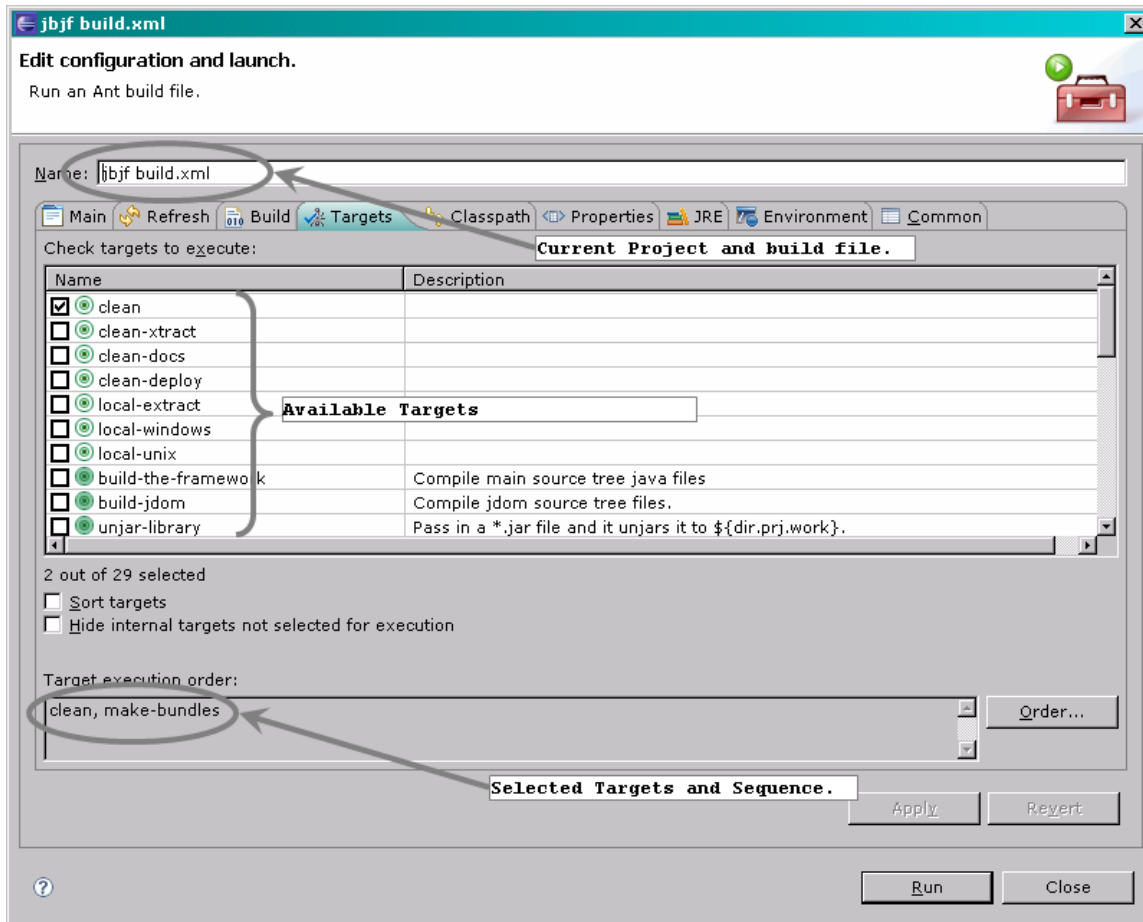 jbjf build.xml
Edit configuration and launch.
Run an Ant build file.
Name: jbjf build.xml
Main Refresh Build Targets Classpath Properties JRE Environment Common
Check targets to execute:
Current Project and build file.
Name Description
clean
clean-xtract
clean-docs
clean-deploy
local-extract
Available Targets
local-windows
local-unix
build-the-framework Compile main source tree java files
build-jdom Compile jdom source tree files.
unjar-library Pass in a *.jar file and it unjars it to ${dir.prj.work}.
2 out of 29 selected
Sort targets
Hide internal targets not selected for execution
Target execution order:
clean, make-bundles
Order...
Selected Targets and Sequence.
Apply Revert
? Run Close